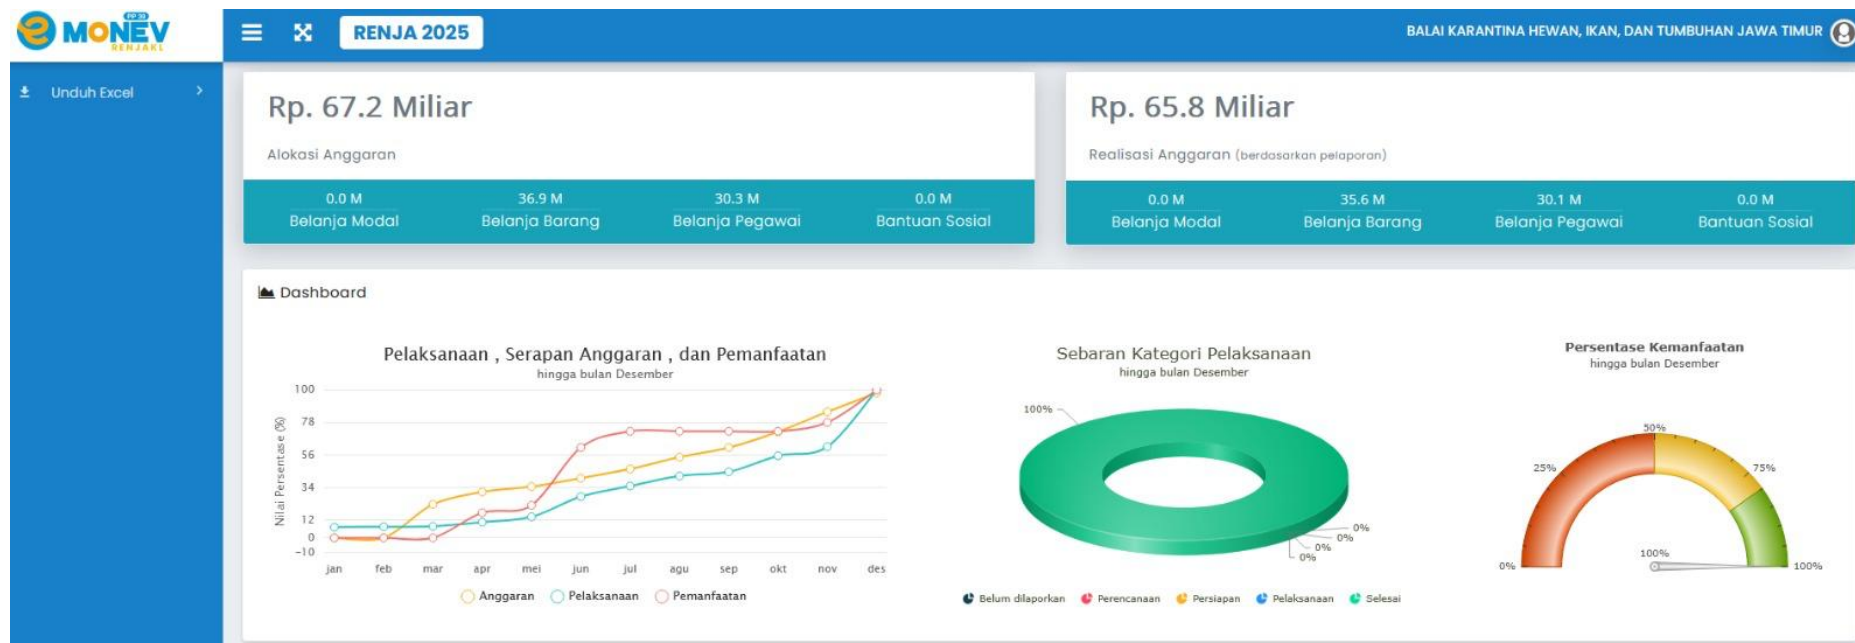 e MONEV
PP 39
RENJAKL
RENJA 2025
BALAI KARANTINA HEWAN, IKAN, DAN TUMBUHAN JAWA TIMUR
Unduh Excel
Rp. 67.2 Miliar
Alokasi Anggaran
0.0 M 36.9 M 30.3 M 0.0 M
Belanja Modal Belanja Barang Belanja Pegawai Bantuan Sosial
Rp. 65.8 Miliar
Realisasi Anggaran (berdasarkan pelaporan)
0.0 M 35.6 M 30.1 M 0.0 M
Belanja Modal Belanja Barang Belanja Pegawai Bantuan Sosial
Dashboard
Pelaksanaan , Serapan Anggaran , dan Pemanfaatan
hingga bulan Desember
Nilai Persentase (%)
100
78
56
34
12
0
-10
jan feb mar apr mei jun jul agu sep okt nov des
Anggaran Pelaksanaan Pemanfaatan
Sebaran Kategori Pelaksanaan
hingga bulan Desember
100%
0%
0%
0%
0%
Belum dilaporkan Perencanaan Persiapan Pelaksanaan Selesai
Persentase Kemanfaatan
hingga bulan Desember
50%
25% 75%
100%
0% 100%